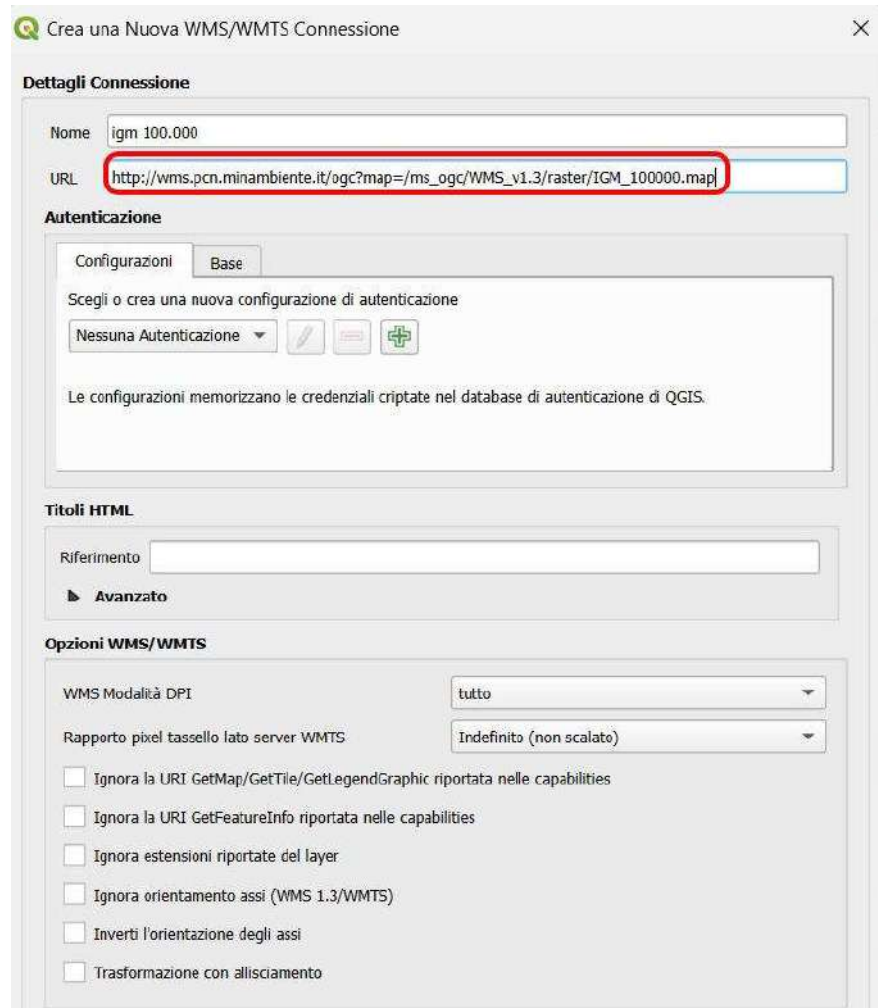 Crea una Nuova WMS/WMTS Connessione
Dettagli Connessione
Nome igm 100.000
URL http://wms.pcn.minambiente.it/ogc?map=/ms_ogc/WMS_v1.3/raster/IGM_100000.map
Autenticazione
Configurazioni Base
Scegli o crea una nuova configurazione di autenticazione
Nessuna Autenticazione
Le configurazioni memorizzano le credenziali criptate nel database di autenticazione di QGIS.
Titoli HTML
Riferimento
Avanzato
Opzioni WMS/WMTS
WMS Modalità DPI tutto
Rapporto pixel tassello lato server WMTS Indefinito (non scalato)
Ignora la URI GetMap/GetTile/GetLegendGraphic riportata nelle capabilities
Ignora la URI GetFeatureInfo riportata nelle capabilities
Ignora estensioni riportate del layer
Ignora orientamento assi (WMS 1.3/WMTS)
Inverti l'orientazione degli assi
Trasformazione con allisciamento